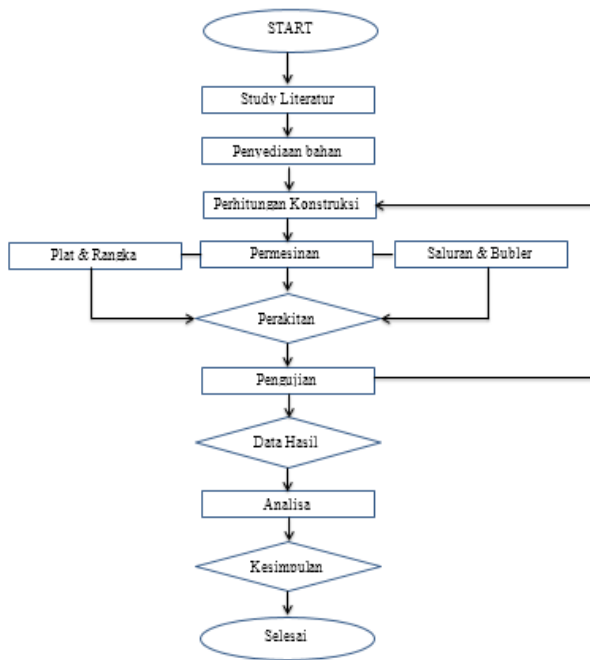 START
Study Literatur
Penyediaan bahan
Perhitungan Konstruksi
Plat & Rangka
Permesinan
Saluran & Bubler
Perakitan
Pengujian
Data Hasil
Analisa
Kesimpulan
Selesai